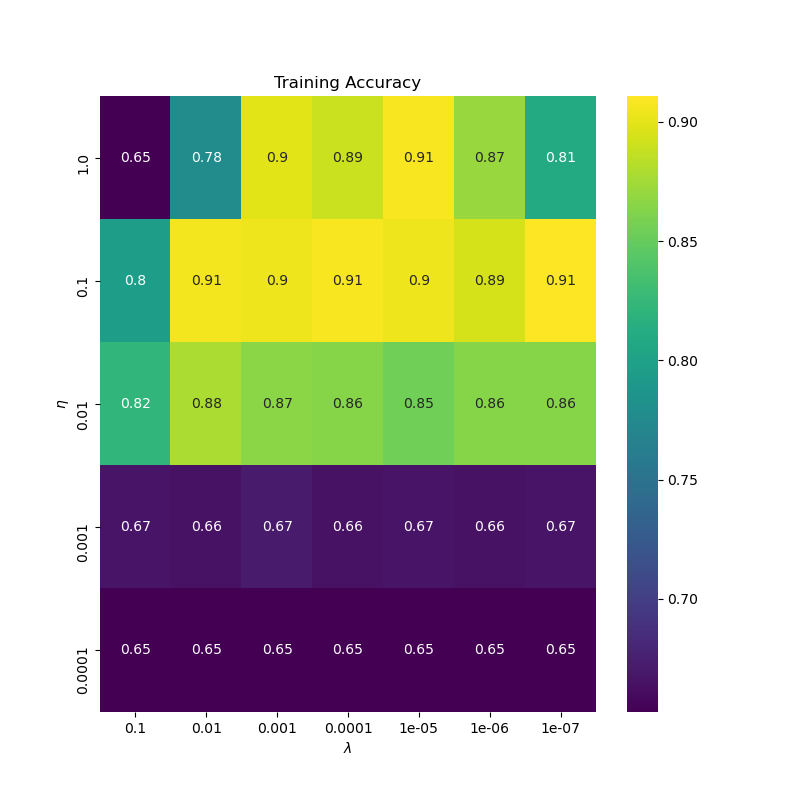 Training Accuracy
1.0 0.65 0.78 0.9 0.89 0.91 0.87 0.81
0.1 0.8 0.91 0.9 0.91 0.9 0.89 0.91
0.01 0.82 0.88 0.87 0.86 0.85 0.86 0.86
0.001 0.67 0.66 0.67 0.66 0.67 0.66 0.67
0.0001 0.65 0.65 0.65 0.65 0.65 0.65 0.65
η
0.1 0.01 0.001 0.0001 1e-05 1e-06 1e-07
λ
0.90
0.85
0.80
0.75
0.70